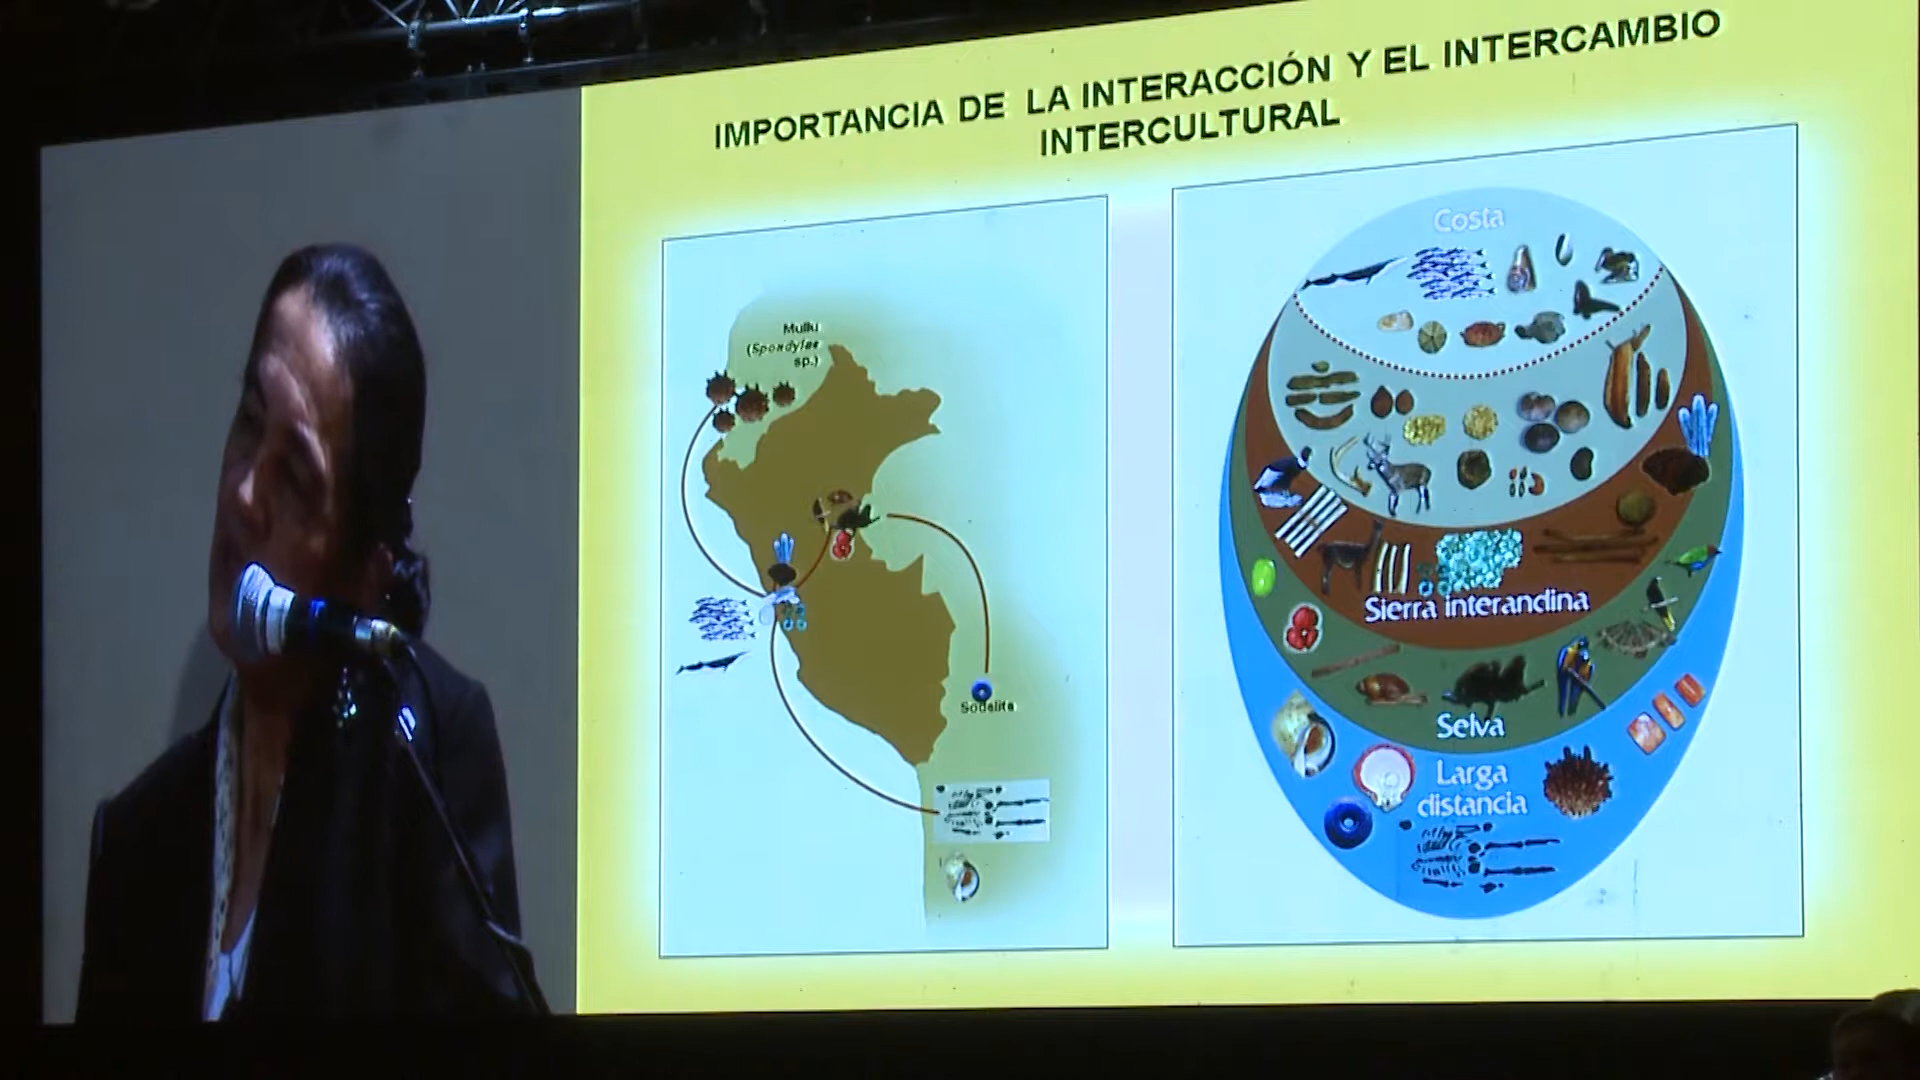 IMPORTANCIA DE LA INTERACCIÓN Y EL INTERCAMBIO
INTERCULTURAL
Mullu
(Spondylus
sp.)
Sodalita
Costa
Sierra interandina
Selva
Larga
distancia